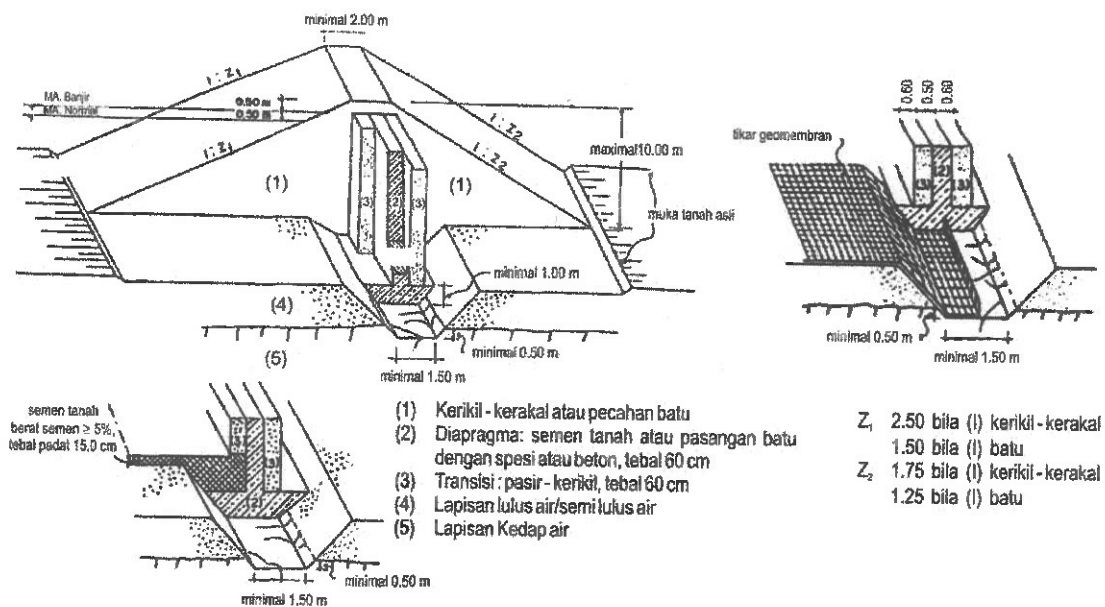 minimal 2.00 m
1 : Z₁
MA. Banjir
MA. Normal
0.50 m
0.50 m
1 : Z₁
1 : Z₂
1 : Z₂
maximal 10.00 m
(1)
(1)
(3)
(2)
(3)
muka tanah asli
minimal 1.00 m
(4)
minimal 0.50 m
(5)
minimal 1.50 m
0.60
0.50
0.60
tikar geomembran
(3)
(2)
(3)
minimal 0.50 m
minimal 1.50 m
semen tanah
berat semen ≥ 5%,
tebal padat 15.0 cm
(2)
minimal 0.50 m
minimal 1.50 m
(1) Kerikil - kerakal atau pecahan batu
(2) Diapragma: semen tanah atau pasangan batu
dengan spesi atau beton, tebal 60 cm
(3) Transisi : pasir - kerikil, tebal 60 cm
(4) Lapisan lulus air/semi lulus air
(5) Lapisan Kedap air
Z₁ 2.50 bila (I) kerikil - kerakal
1.50 bila (I) batu
Z₂ 1.75 bila (I) kerikil - kerakal
1.25 bila (I) batu